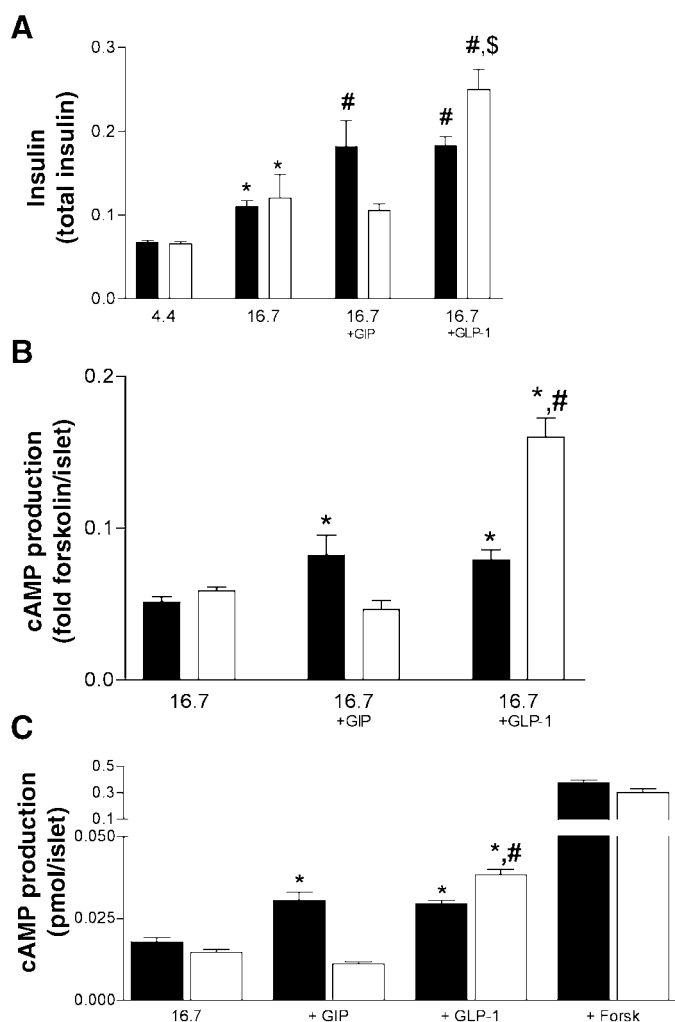 A
Insulin
(total insulin)
0.3
0.2
0.1
0.0
*
*
#
#
#,$
4.4
16.7
16.7
+GIP
16.7
+GLP-1
B
cAMP production
(fold forskolin/islet)
0.2
0.1
0.0
*
*
*,#
16.7
16.7
+GIP
16.7
+GLP-1
C
cAMP production
(pmol/islet)
0.5
0.3
0.1
0.050
0.025
0.000
*
*
*,#
16.7
+ GIP
+ GLP-1
+ Forsk